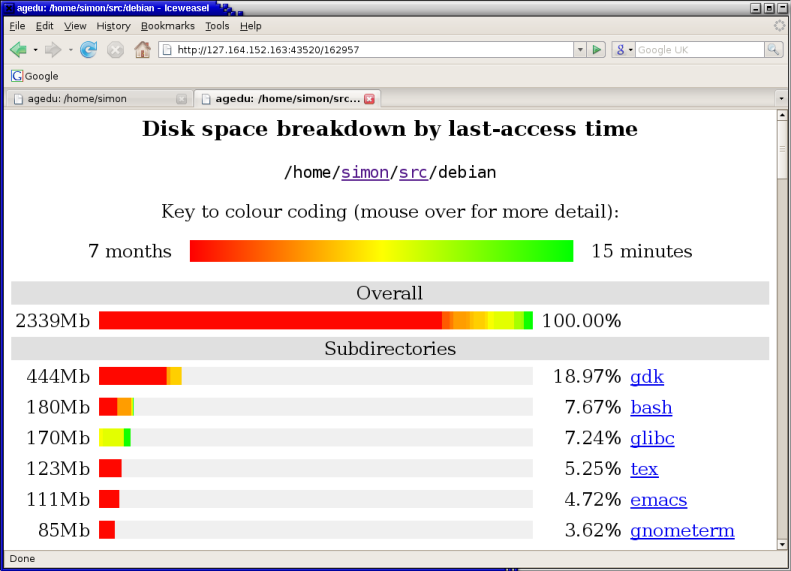 agedu: /home/simon/src/debian - Iceweasel
File Edit View History Bookmarks Tools Help
http://127.164.152.163:43520/162957
Google UK
Google
agedu: /home/simon
agedu: /home/simon/src...
Disk space breakdown by last-access time
/home/simon/src/debian
Key to colour coding (mouse over for more detail):
7 months 15 minutes
Overall
2339Mb 100.00%
Subdirectories
444Mb 18.97% gdk
180Mb 7.67% bash
170Mb 7.24% glibc
123Mb 5.25% tex
111Mb 4.72% emacs
85Mb 3.62% gnometerm
Done